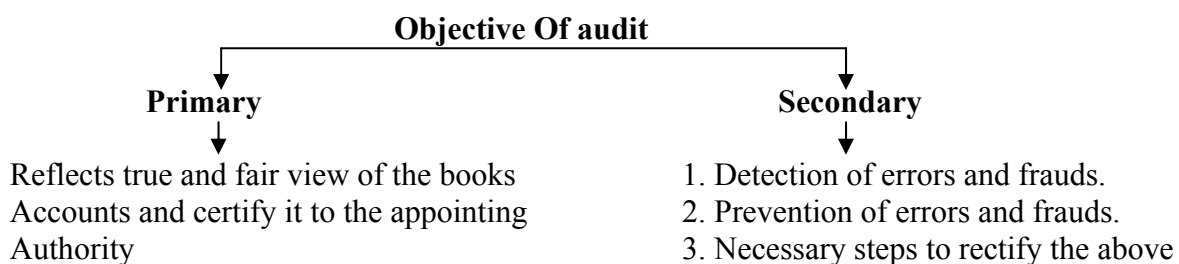 Objective Of audit
Primary
Secondary
Reflects true and fair view of the books
Accounts and certify it to the appointing
Authority
1. Detection of errors and frauds.
2. Prevention of errors and frauds.
3. Necessary steps to rectify the above